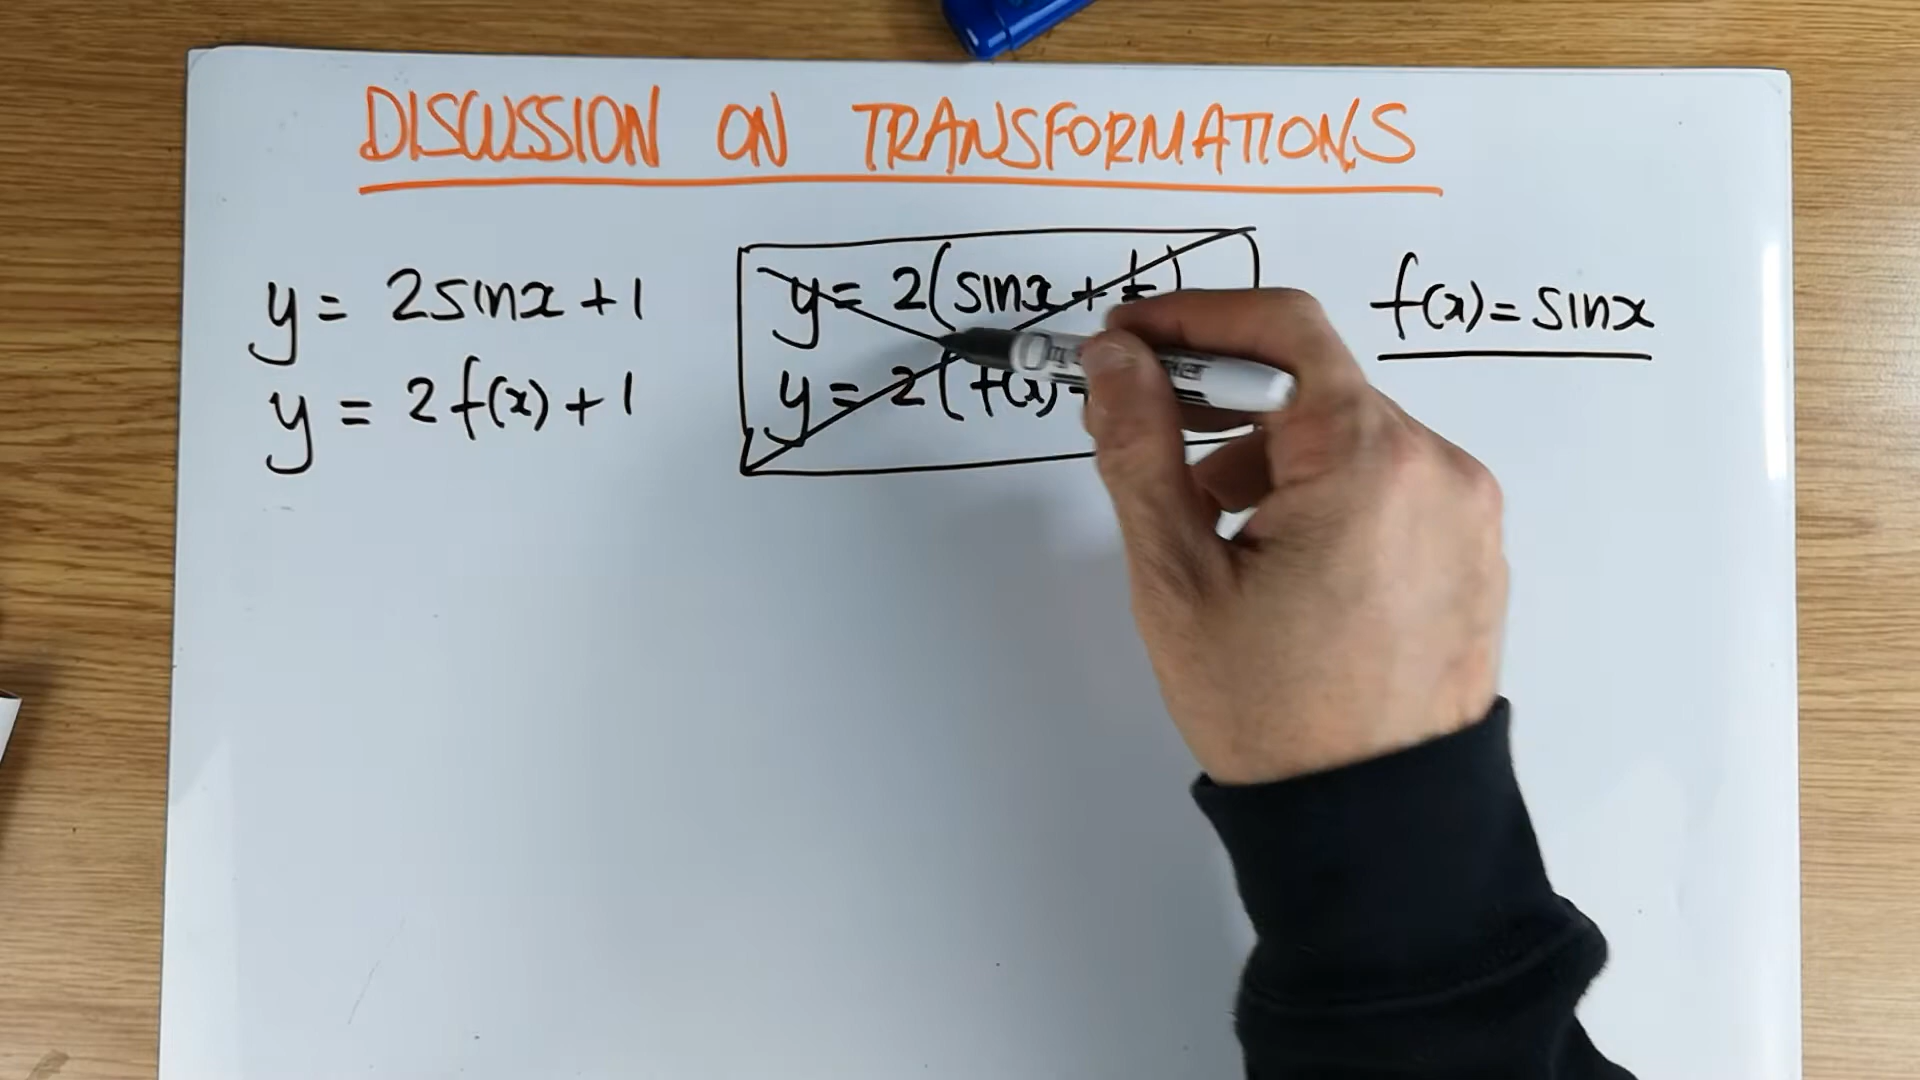 DISCUSSION ON TRANSFORMATIONS
y = 2sinx + 1
y = 2f(x) + 1
y = 2(sinx + )
y = 2(f(x)
f(x) = sinx